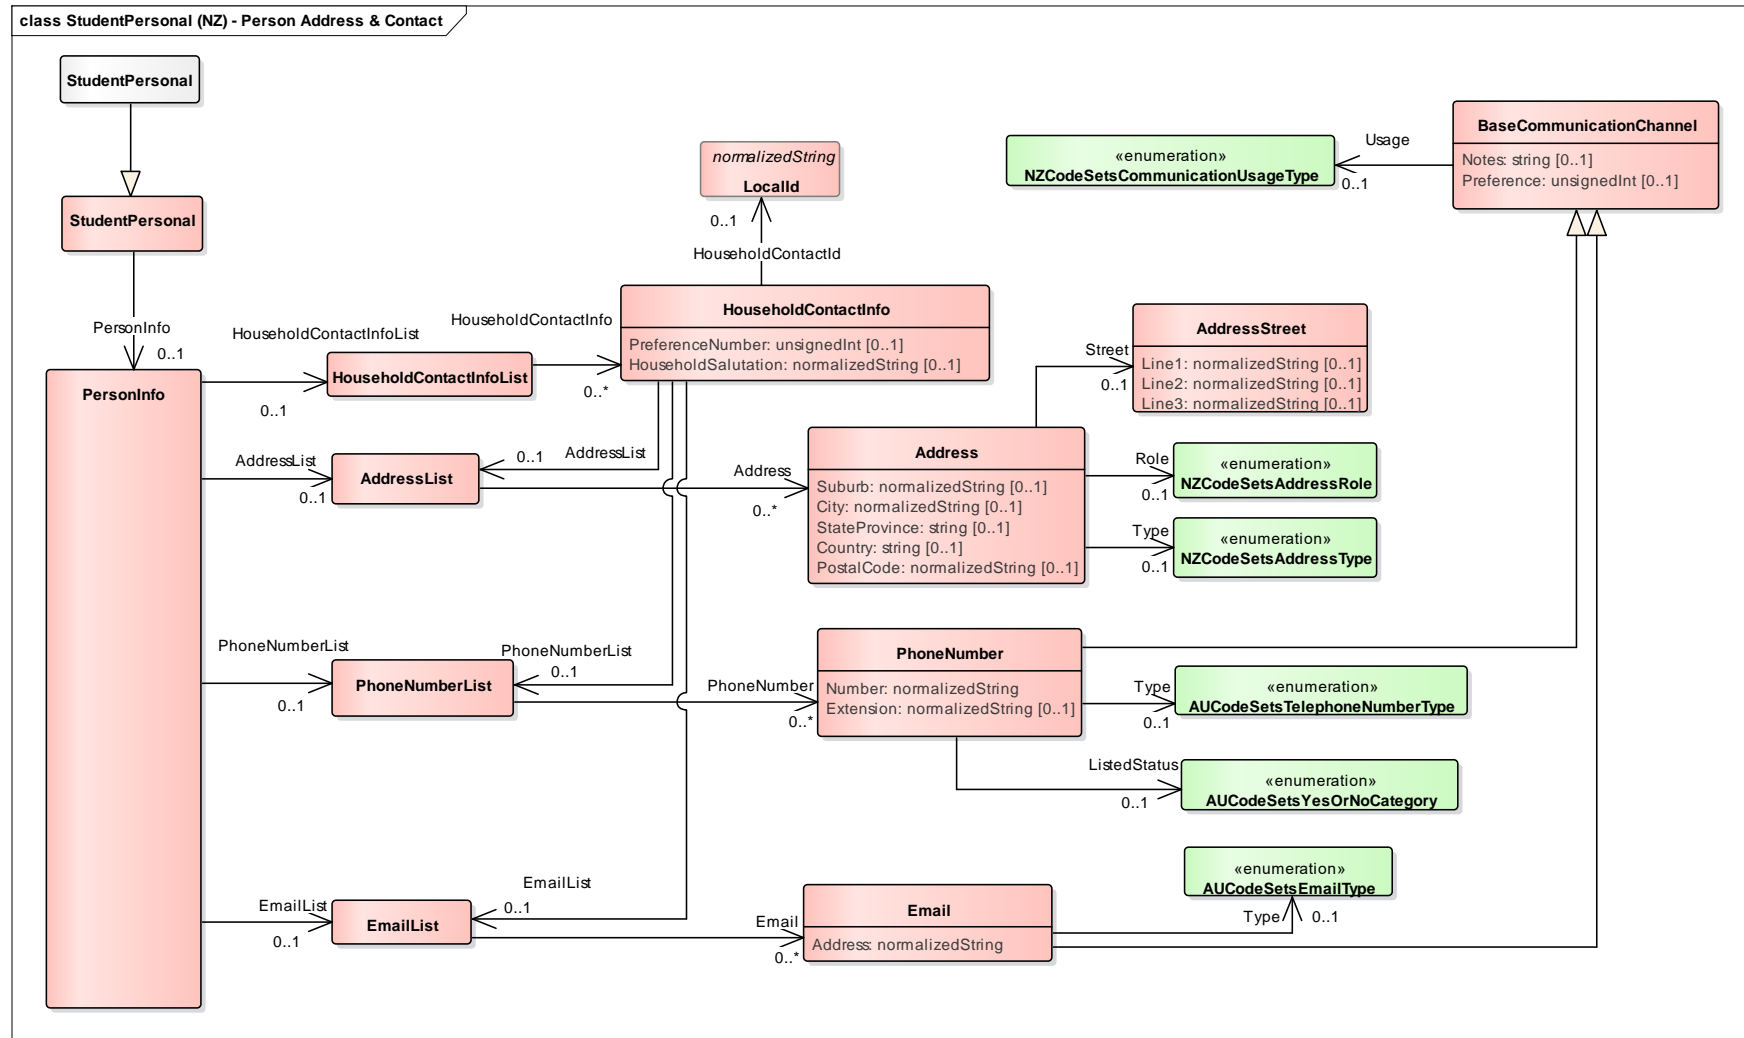 class StudentPersonal (NZ) - Person Address & Contact
StudentPersonal
StudentPersonal
PersonInfo
0..1
PersonInfo
HouseholdContactInfoList
0..1
HouseholdContactInfoList
HouseholdContactInfo
0..*
normalizedString
LocalId
0..1
HouseholdContactId
HouseholdContactInfo
PreferenceNumber: unsignedInt [0..1]
HouseholdSalutation: normalizedString [0..1]
AddressList
0..1
AddressList
0..1
AddressList
Address
0..*
Address
Suburb: normalizedString [0..1]
City: normalizedString [0..1]
StateProvince: string [0..1]
Country: string [0..1]
PostalCode: normalizedString [0..1]
Street
0..1
AddressStreet
Line1: normalizedString [0..1]
Line2: normalizedString [0..1]
Line3: normalizedString [0..1]
Role
0..1
«enumeration»
NZCodeSetsAddressRole
Type
0..1
«enumeration»
NZCodeSetsAddressType
«enumeration»
NZCodeSetsCommunicationUsageType
Usage
0..1
BaseCommunicationChannel
Notes: string [0..1]
Preference: unsignedInt [0..1]
PhoneNumberList
0..1
PhoneNumberList
PhoneNumberList
0..1
PhoneNumber
0..*
PhoneNumber
Number: normalizedString
Extension: normalizedString [0..1]
Type
0..1
«enumeration»
AUCodeSetsTelephoneNumberType
ListedStatus
0..1
«enumeration»
AUCodeSetsYesOrNoCategory
EmailList
0..1
EmailList
EmailList
0..1
Email
0..*
Email
Address: normalizedString
«enumeration»
AUCodeSetsEmailType
Type
0..1